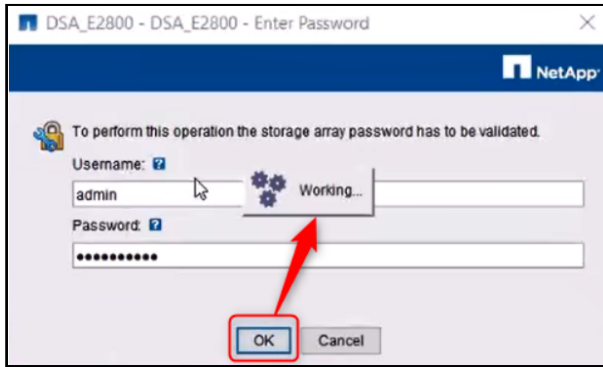 DSA_E2800 - DSA_E2800 - Enter Password
NetApp
To perform this operation the storage array password has to be validated.
Username:
admin
Working...
Password:
••••••••••
OK
Cancel